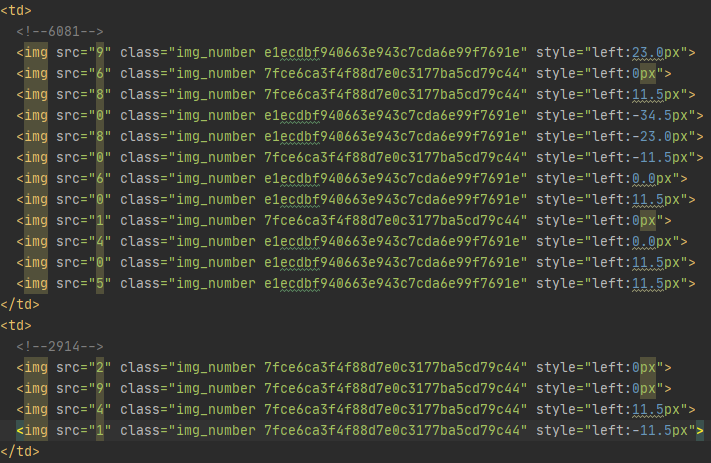 <td>
<!--6081-->
<img src="9" class="img_number e1ecdbf940663e943c7cda6e99f7691e" style="left:23.0px">
<img src="6" class="img_number 7fce6ca3f4f88d7e0c3177ba5cd79c44" style="left:0px">
<img src="8" class="img_number 7fce6ca3f4f88d7e0c3177ba5cd79c44" style="left:11.5px">
<img src="0" class="img_number e1ecdbf940663e943c7cda6e99f7691e" style="left:-34.5px">
<img src="8" class="img_number e1ecdbf940663e943c7cda6e99f7691e" style="left:-23.0px">
<img src="0" class="img_number 7fce6ca3f4f88d7e0c3177ba5cd79c44" style="left:-11.5px">
<img src="6" class="img_number e1ecdbf940663e943c7cda6e99f7691e" style="left:0.0px">
<img src="0" class="img_number e1ecdbf940663e943c7cda6e99f7691e" style="left:11.5px">
<img src="1" class="img_number 7fce6ca3f4f88d7e0c3177ba5cd79c44" style="left:0px">
<img src="4" class="img_number e1ecdbf940663e943c7cda6e99f7691e" style="left:0.0px">
<img src="0" class="img_number e1ecdbf940663e943c7cda6e99f7691e" style="left:11.5px">
<img src="5" class="img_number e1ecdbf940663e943c7cda6e99f7691e" style="left:11.5px">
</td>
<td>
<!--2914-->
<img src="2" class="img_number 7fce6ca3f4f88d7e0c3177ba5cd79c44" style="left:0px">
<img src="9" class="img_number 7fce6ca3f4f88d7e0c3177ba5cd79c44" style="left:0px">
<img src="4" class="img_number 7fce6ca3f4f88d7e0c3177ba5cd79c44" style="left:11.5px">
<img src="1" class="img_number 7fce6ca3f4f88d7e0c3177ba5cd79c44" style="left:-11.5px">
</td>